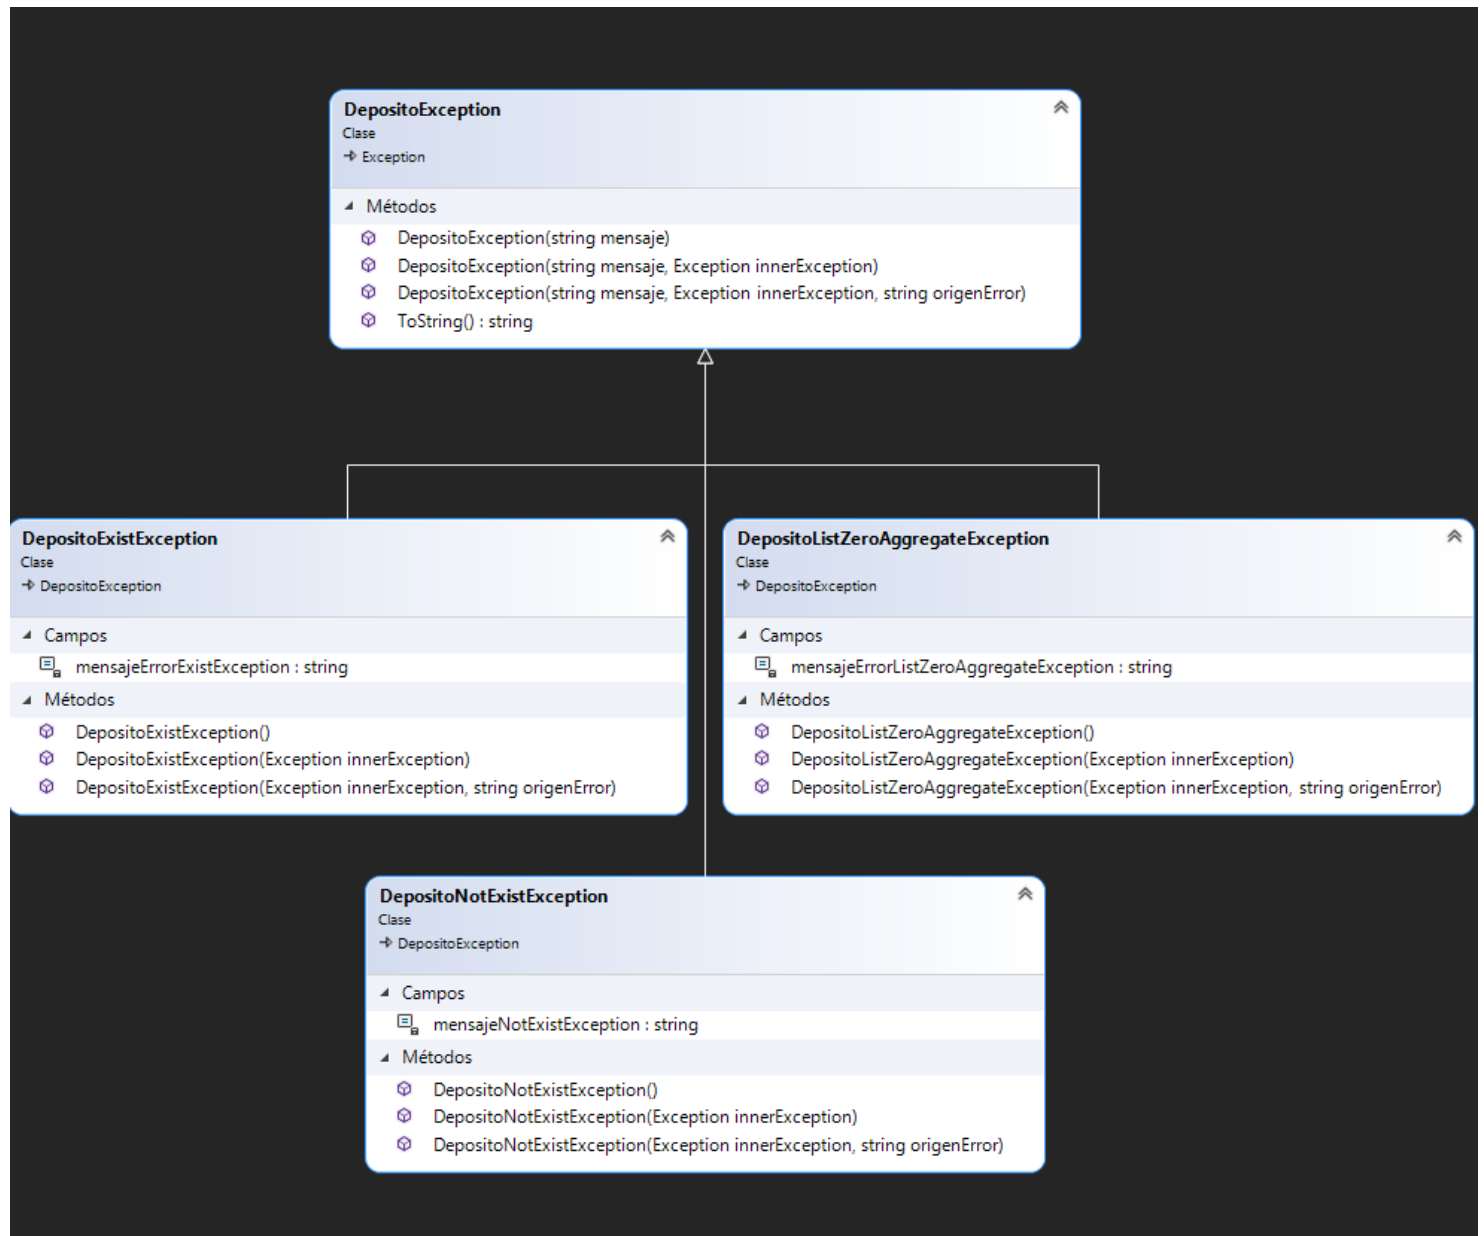 DepositoException
Clase
Exception
Métodos
DepositoException(string mensaje)
DepositoException(string mensaje, Exception innerException)
DepositoException(string mensaje, Exception innerException, string origenError)
ToString() : string
DepositoExistException
Clase
DepositoException
Campos
mensajeErrorExistException : string
Métodos
DepositoExistException()
DepositoExistException(Exception innerException)
DepositoExistException(Exception innerException, string origenError)
DepositoListZeroAggregateException
Clase
DepositoException
Campos
mensajeErrorListZeroAggregateException : string
Métodos
DepositoListZeroAggregateException()
DepositoListZeroAggregateException(Exception innerException)
DepositoListZeroAggregateException(Exception innerException, string origenError)
DepositoNotExistException
Clase
DepositoException
Campos
mensajeNotExistException : string
Métodos
DepositoNotExistException()
DepositoNotExistException(Exception innerException)
DepositoNotExistException(Exception innerException, string origenError)